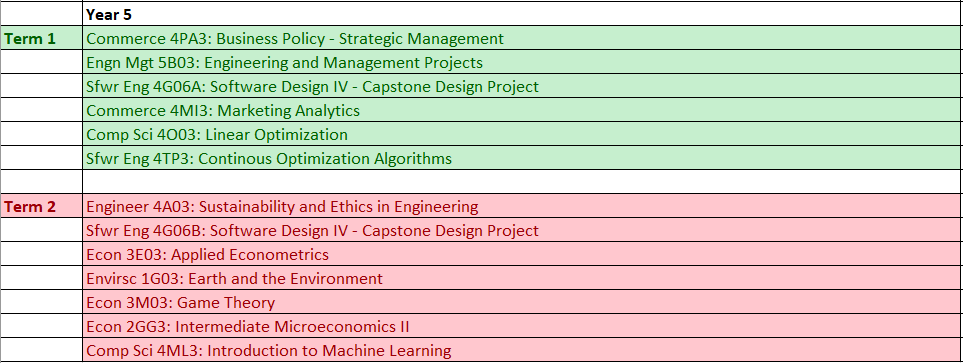 Year 5
Term 1 Commerce 4PA3: Business Policy - Strategic Management
Engn Mgt 5B03: Engineering and Management Projects
Sfwr Eng 4G06A: Software Design IV - Capstone Design Project
Commerce 4MI3: Marketing Analytics
Comp Sci 4O03: Linear Optimization
Sfwr Eng 4TP3: Continous Optimization Algorithms
Term 2 Engineer 4A03: Sustainability and Ethics in Engineering
Sfwr Eng 4G06B: Software Design IV - Capstone Design Project
Econ 3E03: Applied Econometrics
Envirsc 1G03: Earth and the Environment
Econ 3M03: Game Theory
Econ 2GG3: Intermediate Microeconomics II
Comp Sci 4ML3: Introduction to Machine Learning